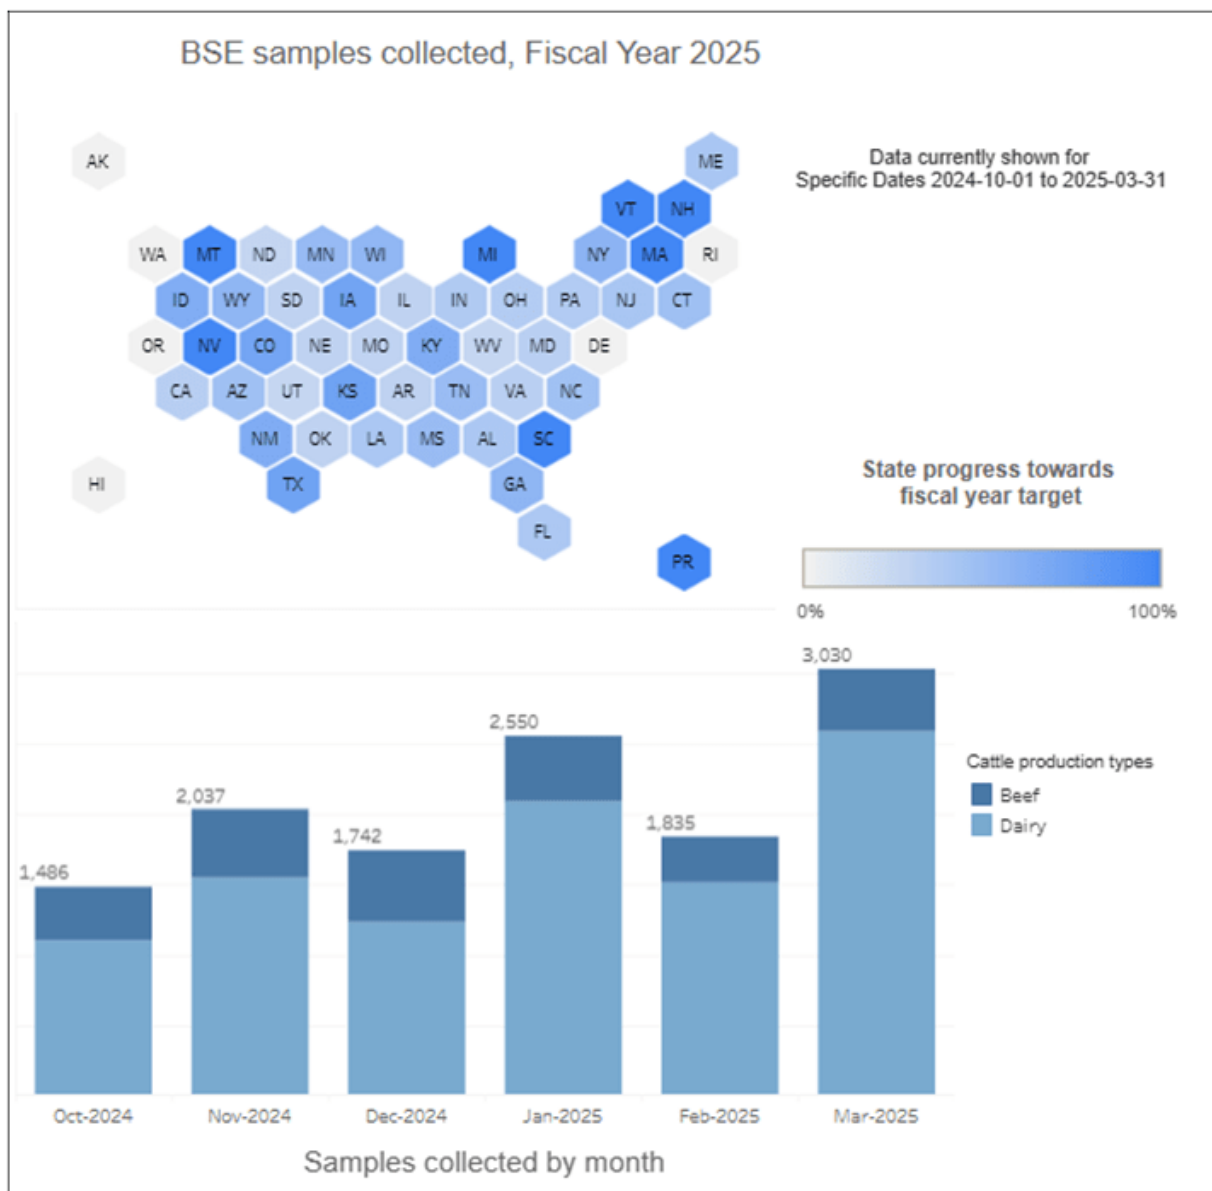 BSE samples collected, Fiscal Year 2025
AK
ME
Data currently shown for
Specific Dates 2024-10-01 to 2025-03-31
VT NH
WA MT ND MN WI MI NY MA RI
ID WY SD IA IL IN OH PA NJ CT
OR NV CO NE MO KY WV MD DE
CA AZ UT KS AR TN VA NC
NM OK LA MS AL SC
HI TX GA
FL
PR
State progress towards
fiscal year target
0% 100%
3,030
2,550
2,037
1,742
1,835
1,486
Cattle production types
Beef
Dairy
Oct-2024 Nov-2024 Dec-2024 Jan-2025 Feb-2025 Mar-2025
Samples collected by month